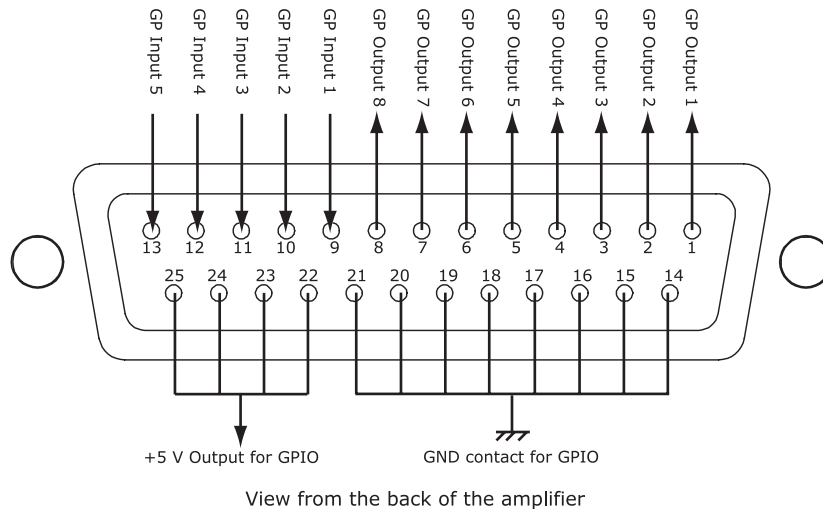 GP Input 5
GP Input 4
GP Input 3
GP Input 2
GP Input 1
GP Output 8
GP Output 7
GP Output 6
GP Output 5
GP Output 4
GP Output 3
GP Output 2
GP Output 1
13 12 11 10 9 8 7 6 5 4 3 2 1
25 24 23 22 21 20 19 18 17 16 15 14
+5 V Output for GPIO
GND contact for GPIO
View from the back of the amplifier